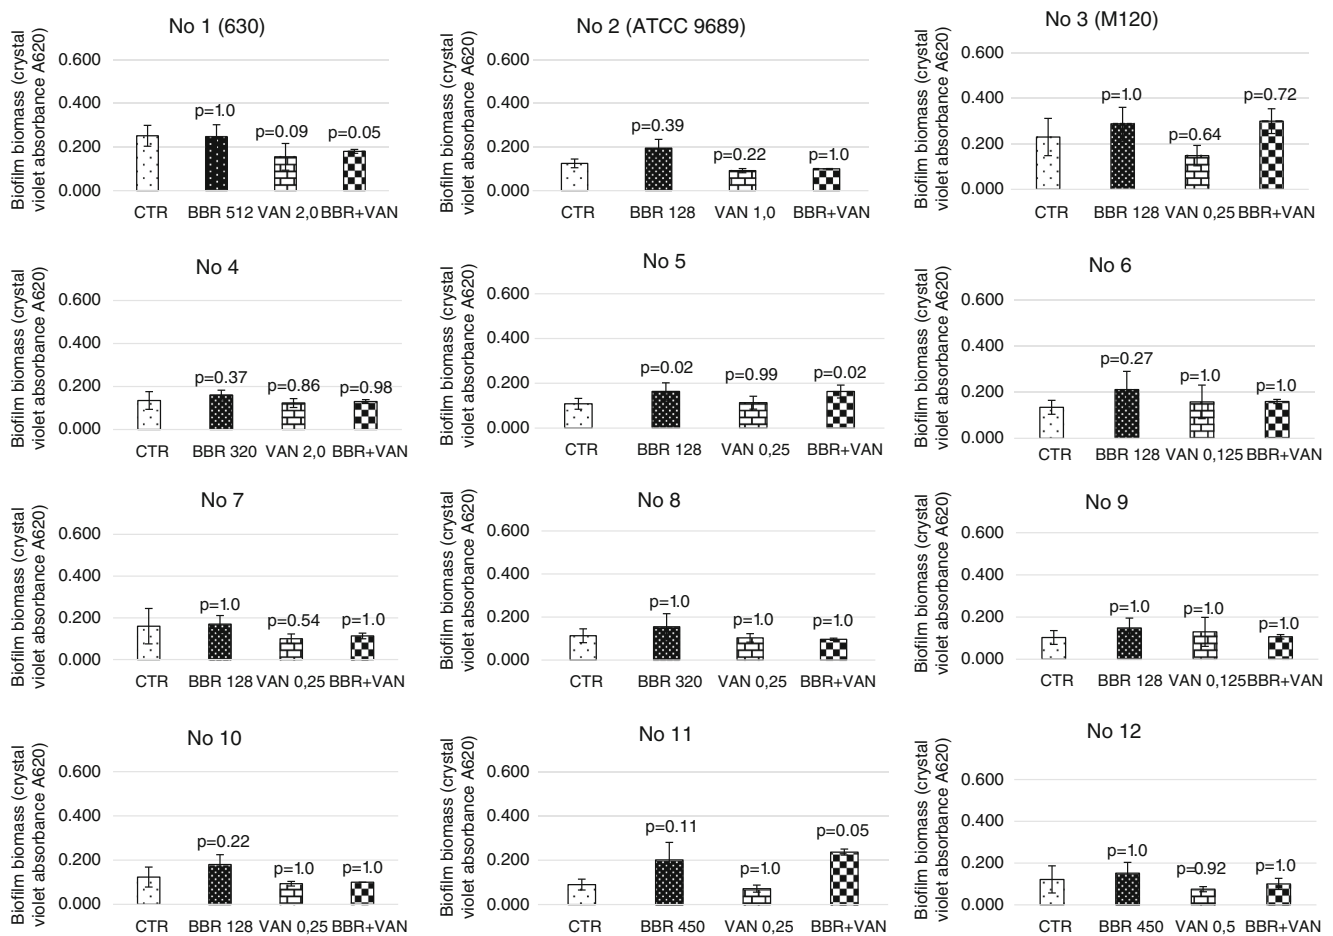 No 1 (630)
Biofilm biomass (crystal
violet absorbance A620)
0.600
0.400
0.200
0.000
p=1.0
p=0.09
p=0.05
CTR BBR 512 VAN 2,0 BBR+VAN
No 2 (ATCC 9689)
Biofilm biomass (crystal
violet absorbance A620)
0.600
0.400
0.200
0.000
p=0.39
p=0.22
p=1.0
CTR BBR 128 VAN 1,0 BBR+VAN
No 3 (M120)
Biofilm biomass (crystal
violet absorbance A620)
0.600
0.400
0.200
0.000
p=1.0
p=0.64
p=0.72
CTR BBR 128 VAN 0,25 BBR+VAN
No 4
Biofilm biomass (crystal
violet absorbance A620)
0.600
0.400
0.200
0.000
p=0.37
p=0.86
p=0.98
CTR BBR 320 VAN 2,0 BBR+VAN
No 5
Biofilm biomass (crystal
violet absorbance A620)
0.600
0.400
0.200
0.000
p=0.02
p=0.99
p=0.02
CTR BBR 128 VAN 0,25 BBR+VAN
No 6
Biofilm biomass (crystal
violet absorbance A620)
0.600
0.400
0.200
0.000
p=0.27
p=1.0
p=1.0
CTR BBR 128 VAN 0,125 BBR+VAN
No 7
Biofilm biomass (crystal
violet absorbance A620)
0.600
0.400
0.200
0.000
p=1.0
p=0.54
p=1.0
CTR BBR 128 VAN 0,25 BBR+VAN
No 8
Biofilm biomass (crystal
violet absorbance A620)
0.600
0.400
0.200
0.000
p=1.0
p=1.0
p=1.0
CTR BBR 320 VAN 0,25 BBR+VAN
No 9
Biofilm biomass (crystal
violet absorbance A620)
0.600
0.400
0.200
0.000
p=1.0
p=1.0
p=1.0
CTR BBR 128 VAN 0,125 BBR+VAN
No 10
Biofilm biomass (crystal
violet absorbance A620)
0.600
0.400
0.200
0.000
p=0.22
p=1.0
p=1.0
CTR BBR 128 VAN 0,25 BBR+VAN
No 11
Biofilm biomass (crystal
violet absorbance A620)
0.600
0.400
0.200
0.000
p=0.11
p=1.0
p=0.05
CTR BBR 450 VAN 0,25 BBR+VAN
No 12
Biofilm biomass (crystal
violet absorbance A620)
0.600
0.400
0.200
0.000
p=1.0
p=0.92
p=1.0
CTR BBR 450 VAN 0,5 BBR+VAN